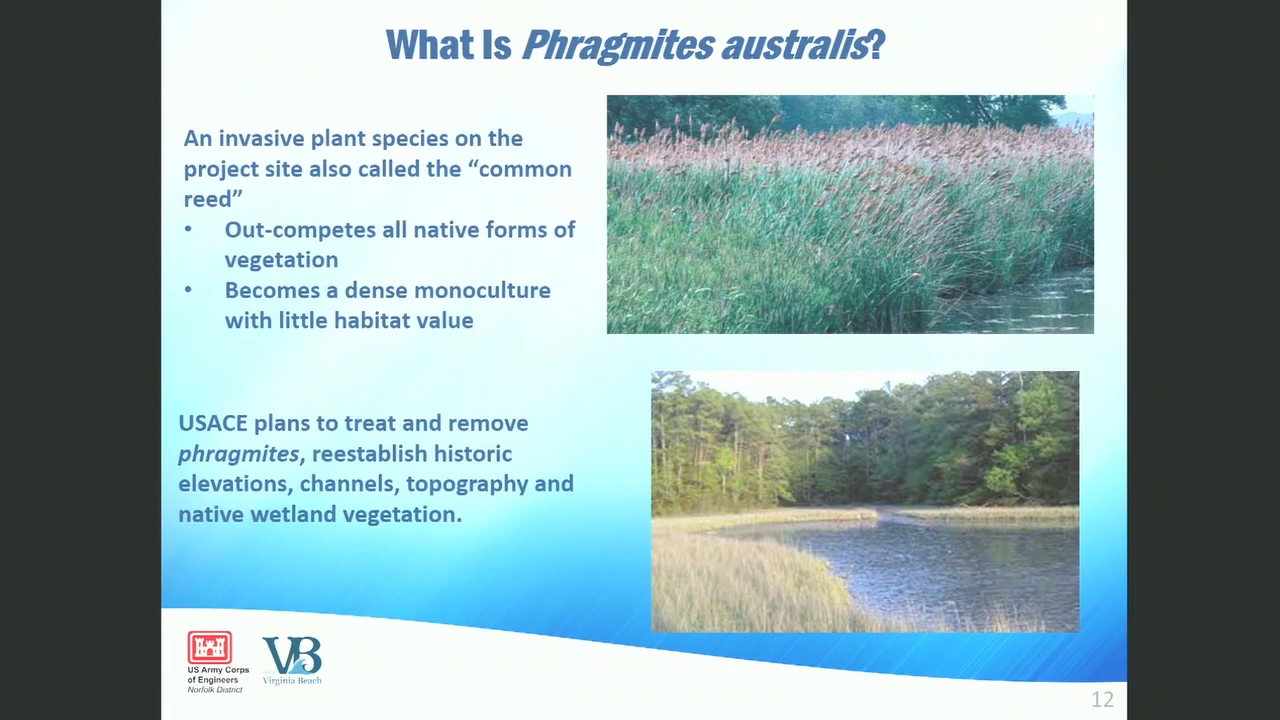 What Is Phragmites australis?
An invasive plant species on the
project site also called the “common
reed”
• Out-competes all native forms of
vegetation
• Becomes a dense monoculture
with little habitat value
USACE plans to treat and remove
phragmites, reestablish historic
elevations, channels, topography and
native wetland vegetation.
US Army Corps
of Engineers
Norfolk District
VB
Virginia Beach
12